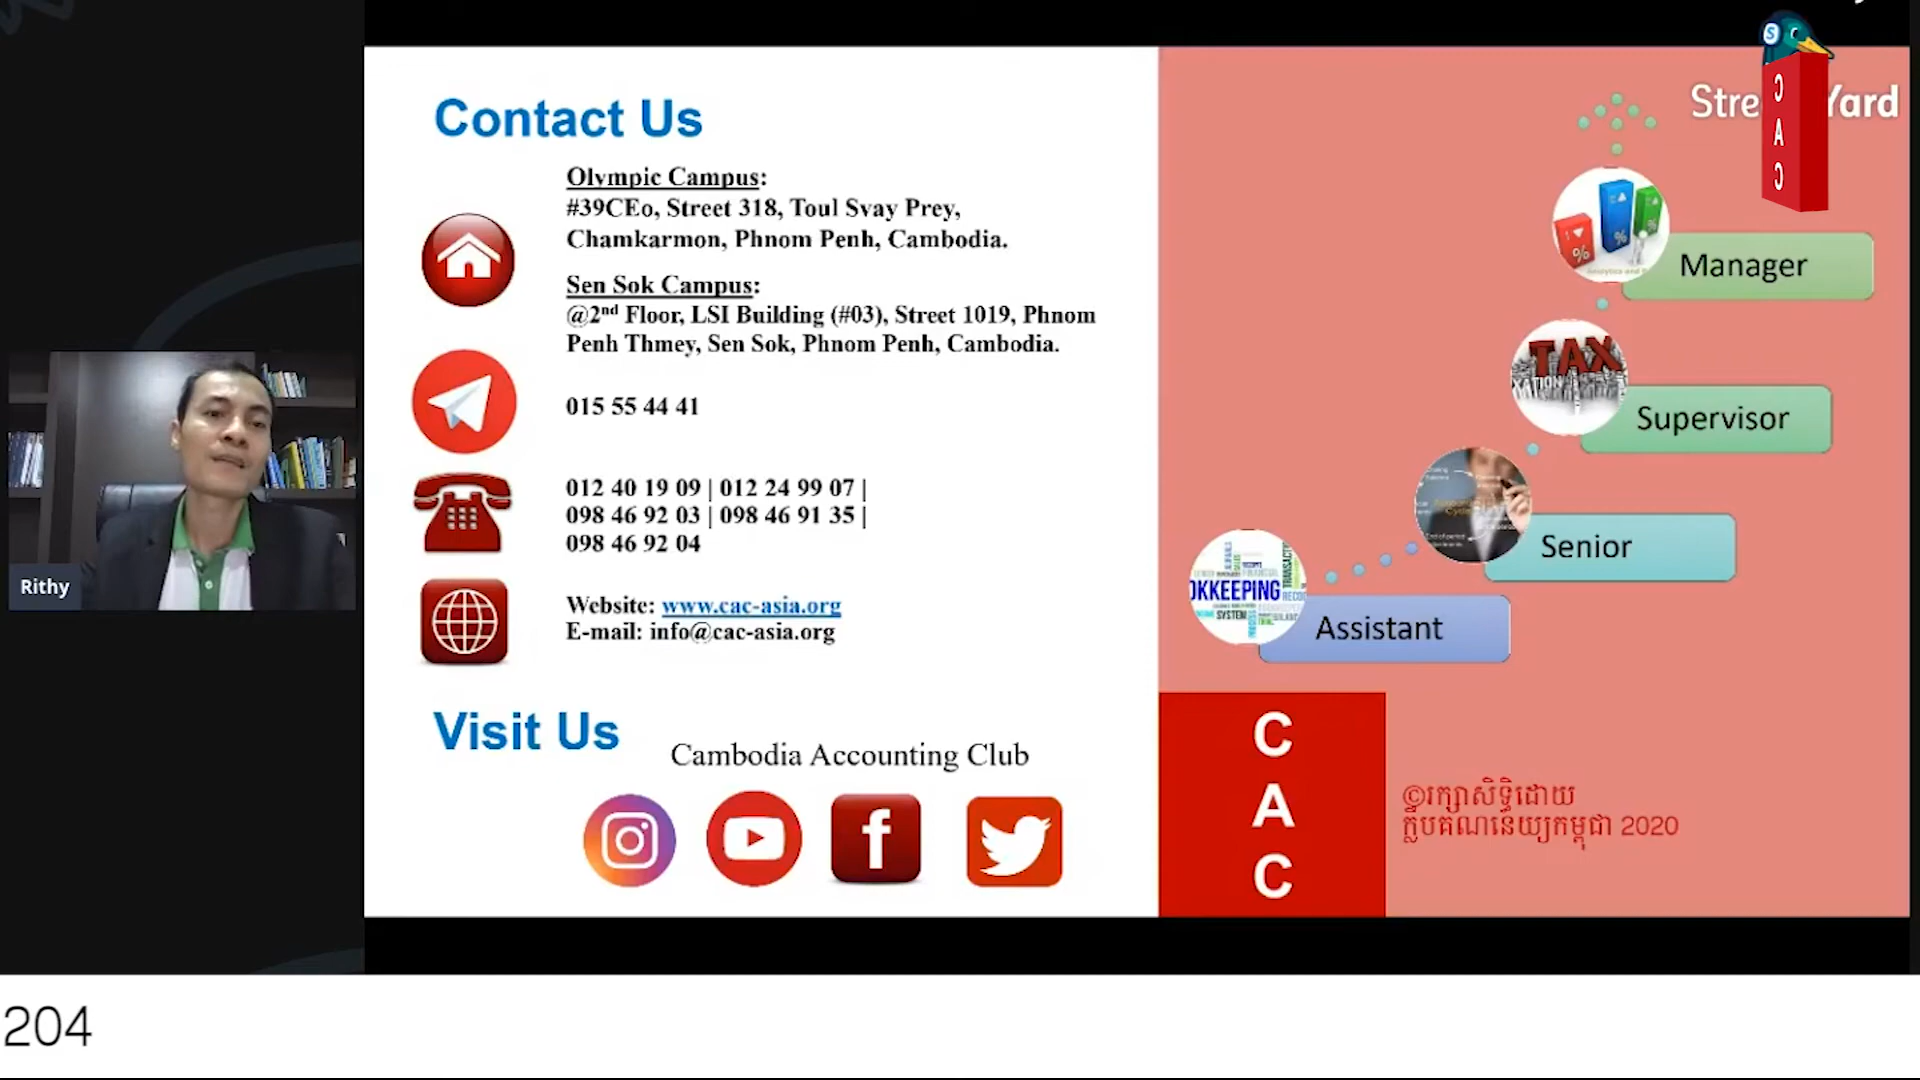 Contact Us
Olympic Campus:
#39CEo, Street 318, Toul Svay Prey,
Chamkarmon, Phnom Penh, Cambodia.
Sen Sok Campus:
@2nd Floor, LSI Building (#03), Street 1019, Phnom
Penh Thmey, Sen Sok, Phnom Penh, Cambodia.
015 55 44 41
012 40 19 09 | 012 24 99 07 |
098 46 92 03 | 098 46 91 35 |
098 46 92 04
Website: www.cac-asia.org
E-mail: info@cac-asia.org
Visit Us
Cambodia Accounting Club
Rithy
C
A
C
Manager
TAX
Supervisor
Senior
OKKEEPING
SYSTEM
Assistant
C
A
C
©រក្សាសិទ្ធិដោយ
ក្លឹបគណនេយ្យកម្ពុជា 2020
204